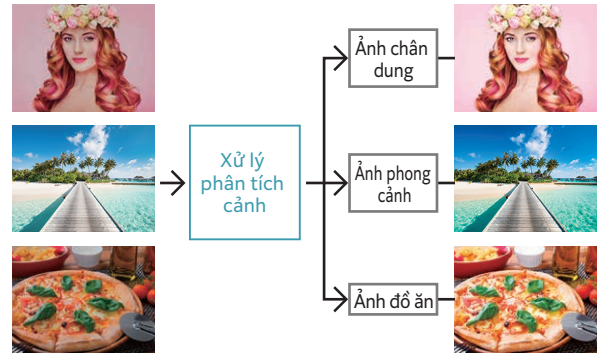 Xử lý
phân tích
cảnh
Ảnh chân
dung
Ảnh phong
cảnh
Ảnh đồ ăn